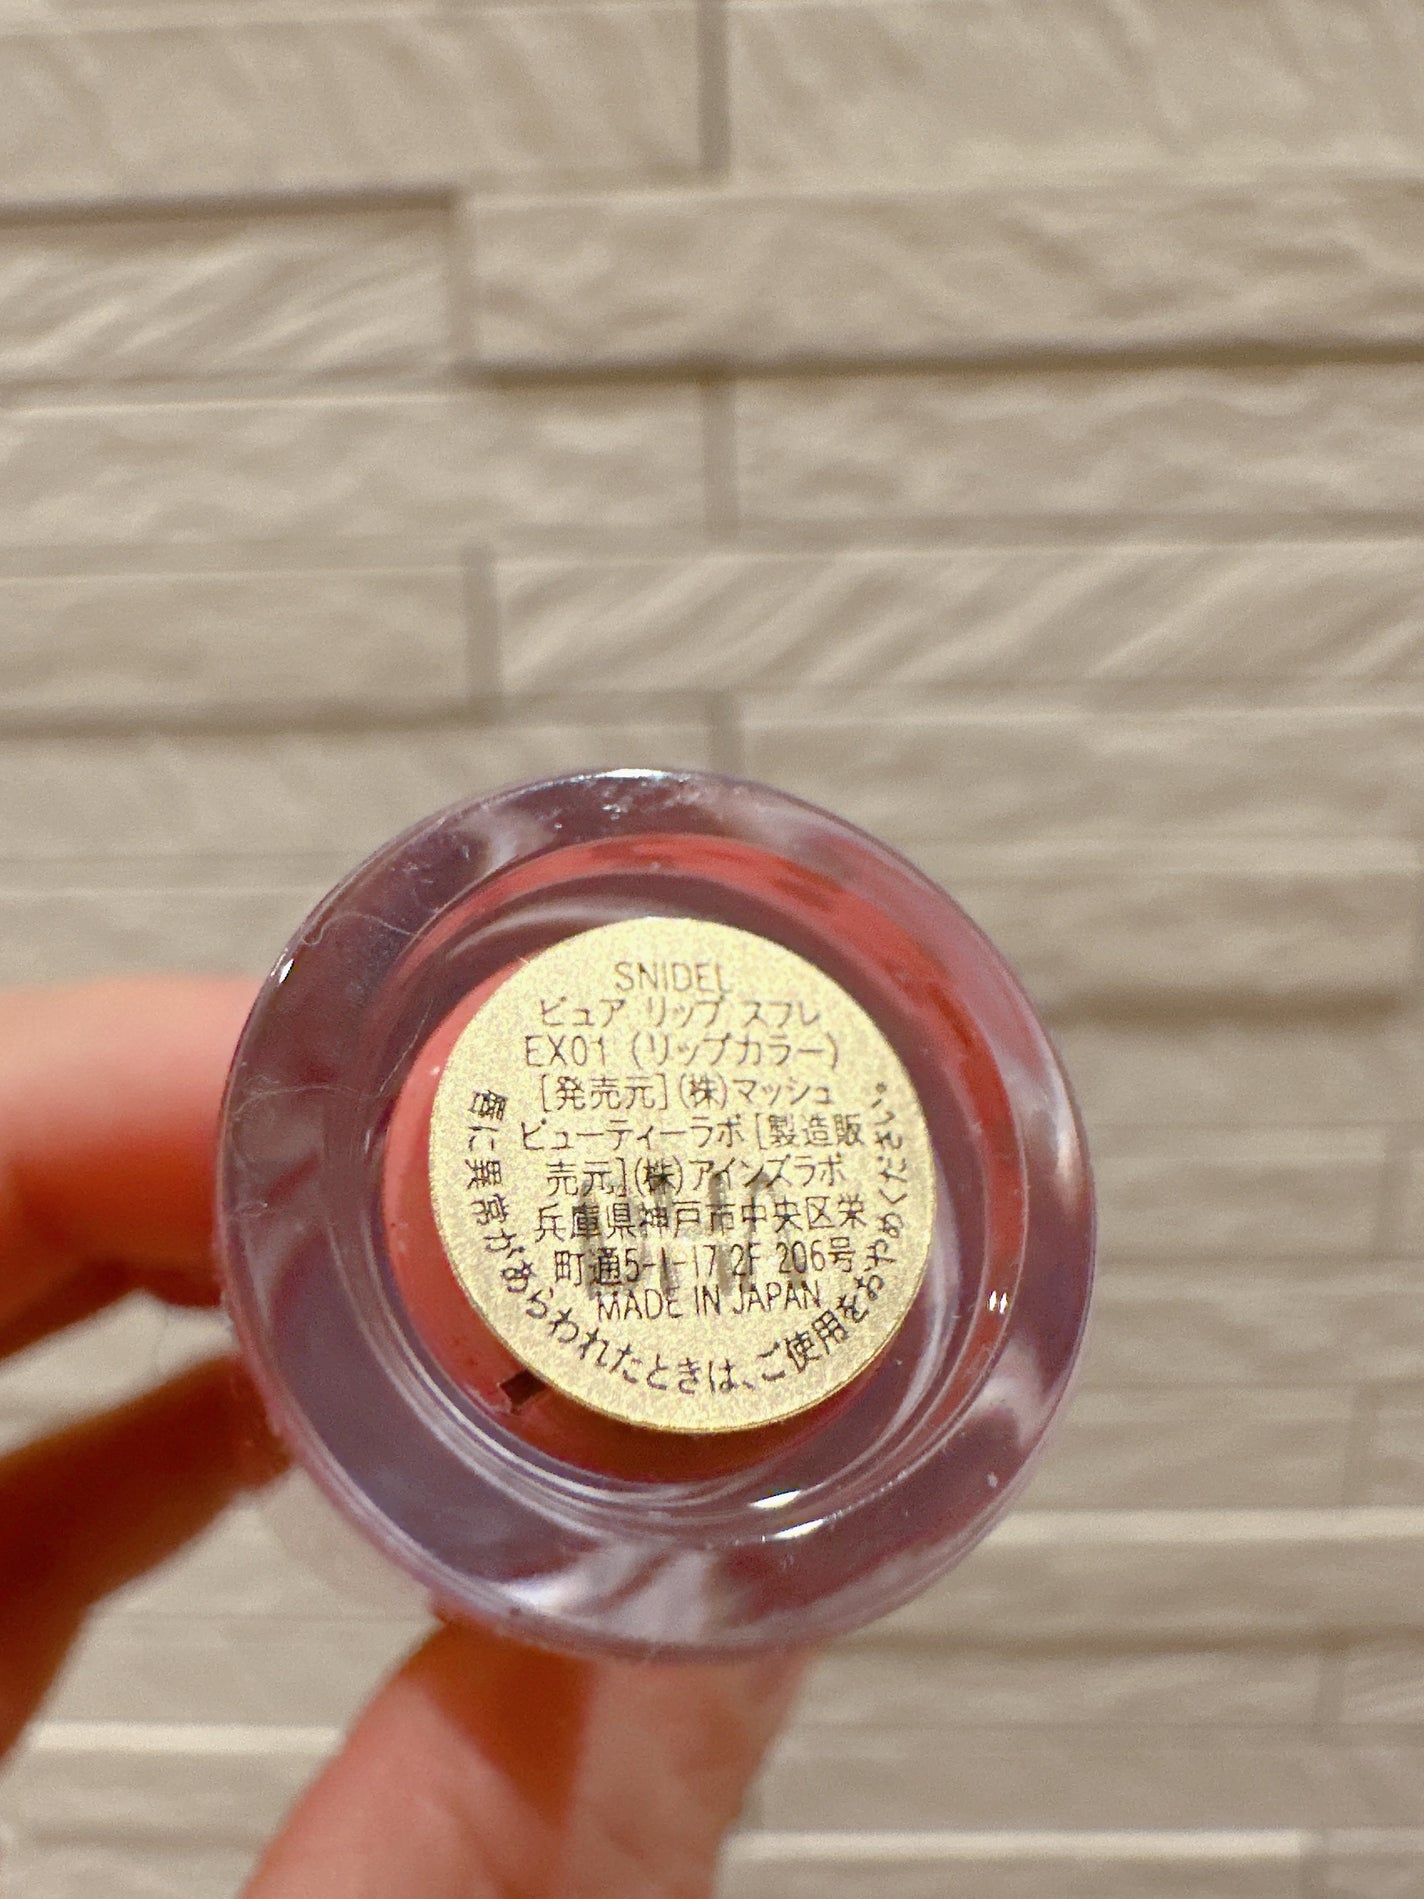 SNIDEL
ピュア リップ スフレ
EX01 (リップカラー)
[発売元](株)マッシュ
ビューティーラボ[製造販
売元](株)アインズラボ
兵庫県神戸市中央区栄
町通5-1-17 2F 206号
MADE IN JAPAN
唇に異常があらわれたときは、ご使用をおやめください。